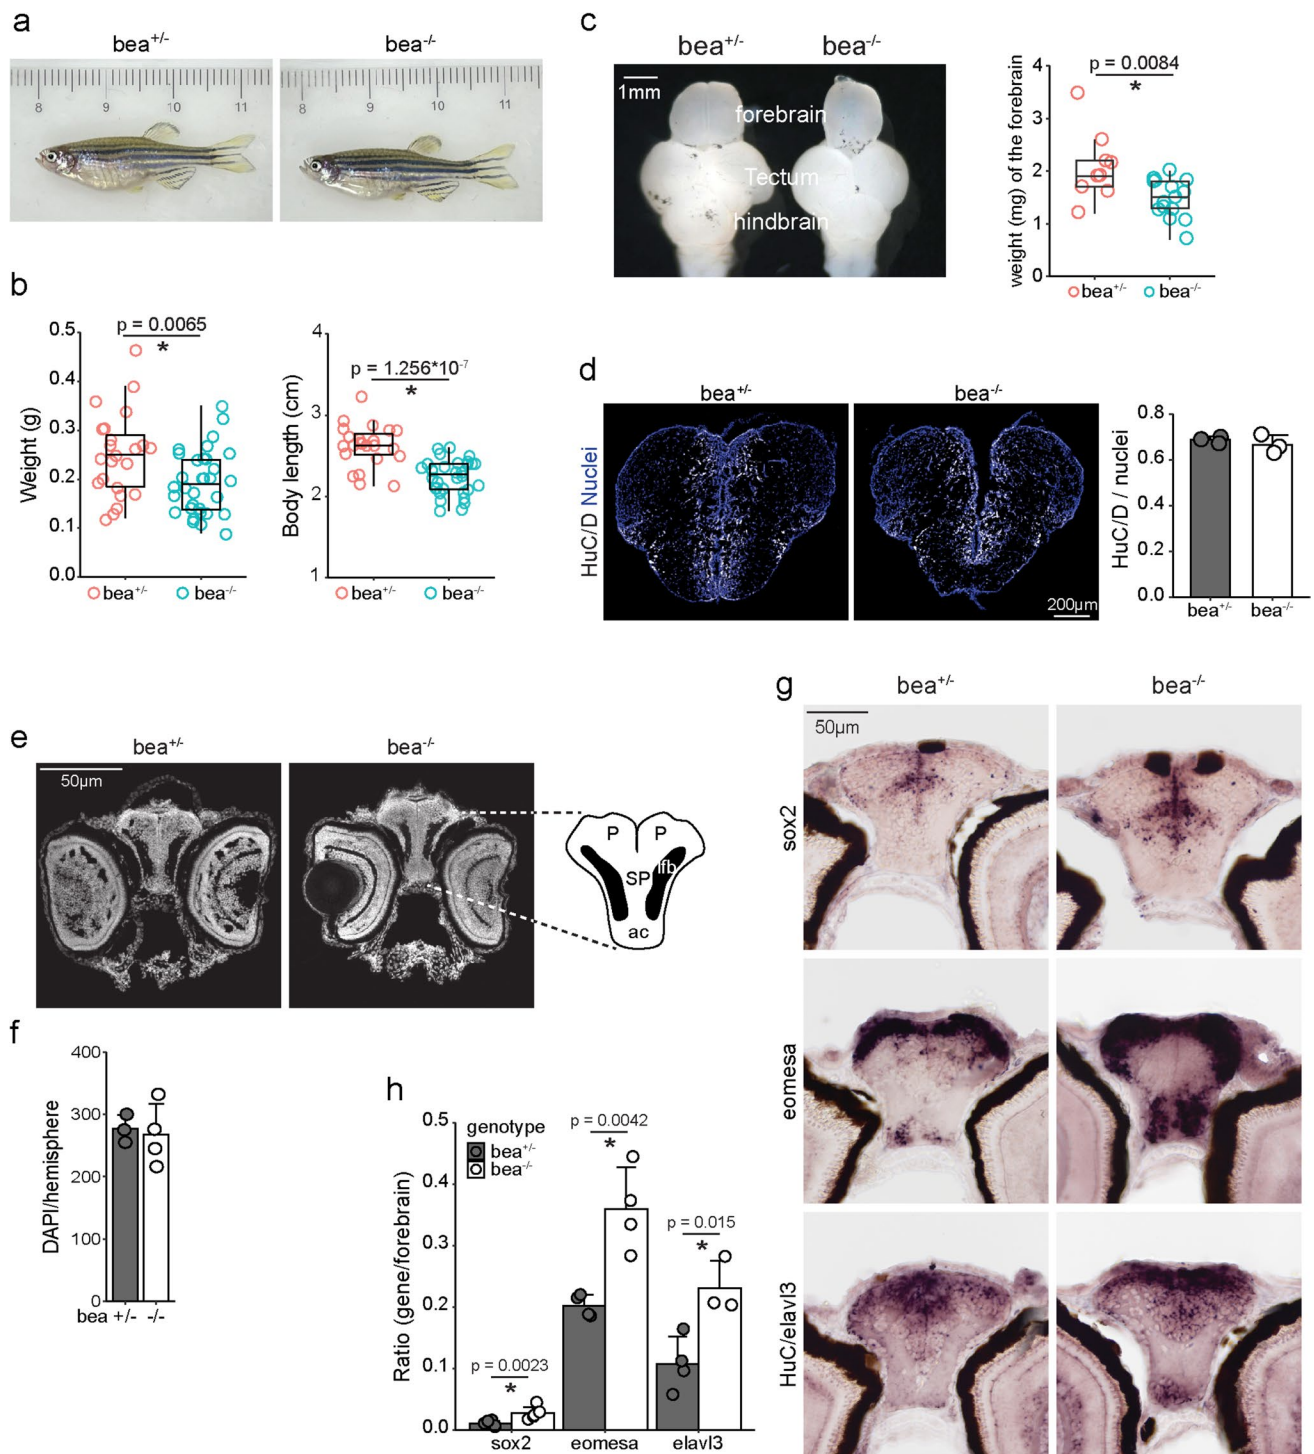 a
bea+/-
bea-/-
8 9 10 11
8 9 10 11
b
Weight (g)
0.5
0.4
0.3
0.2
0.1
0.0
p = 0.0065
*
bea+/- bea-/-
Body length (cm)
4
3
2
1
p = 1.256*10-7
*
bea+/- bea-/-
c
bea+/-
bea-/-
1mm
forebrain
Tectum
hindbrain
weight (mg) of the forebrain
4
3
2
1
0
p = 0.0084
*
bea+/- bea-/-
d
bea+/-
bea-/-
HuC/D Nuclei
200µm
HuC/D / nuclei
0.8
0.6
0.4
0.2
0.0
bea+/- bea-/-
e
bea+/-
bea-/-
50µm
P P
SP lfb
ac
f
DAPI/hemisphere
400
300
200
100
0
bea +/- -/-
h
Ratio (gene/forebrain)
0.5
0.4
0.3
0.2
0.1
0.0
genotype
bea+/-
bea-/-
p = 0.0023
*
p = 0.0042
*
p = 0.015
*
sox2 eomesa elavl3
g
bea+/-
bea-/-
50µm
sox2
eomesa
HuC/elavl3